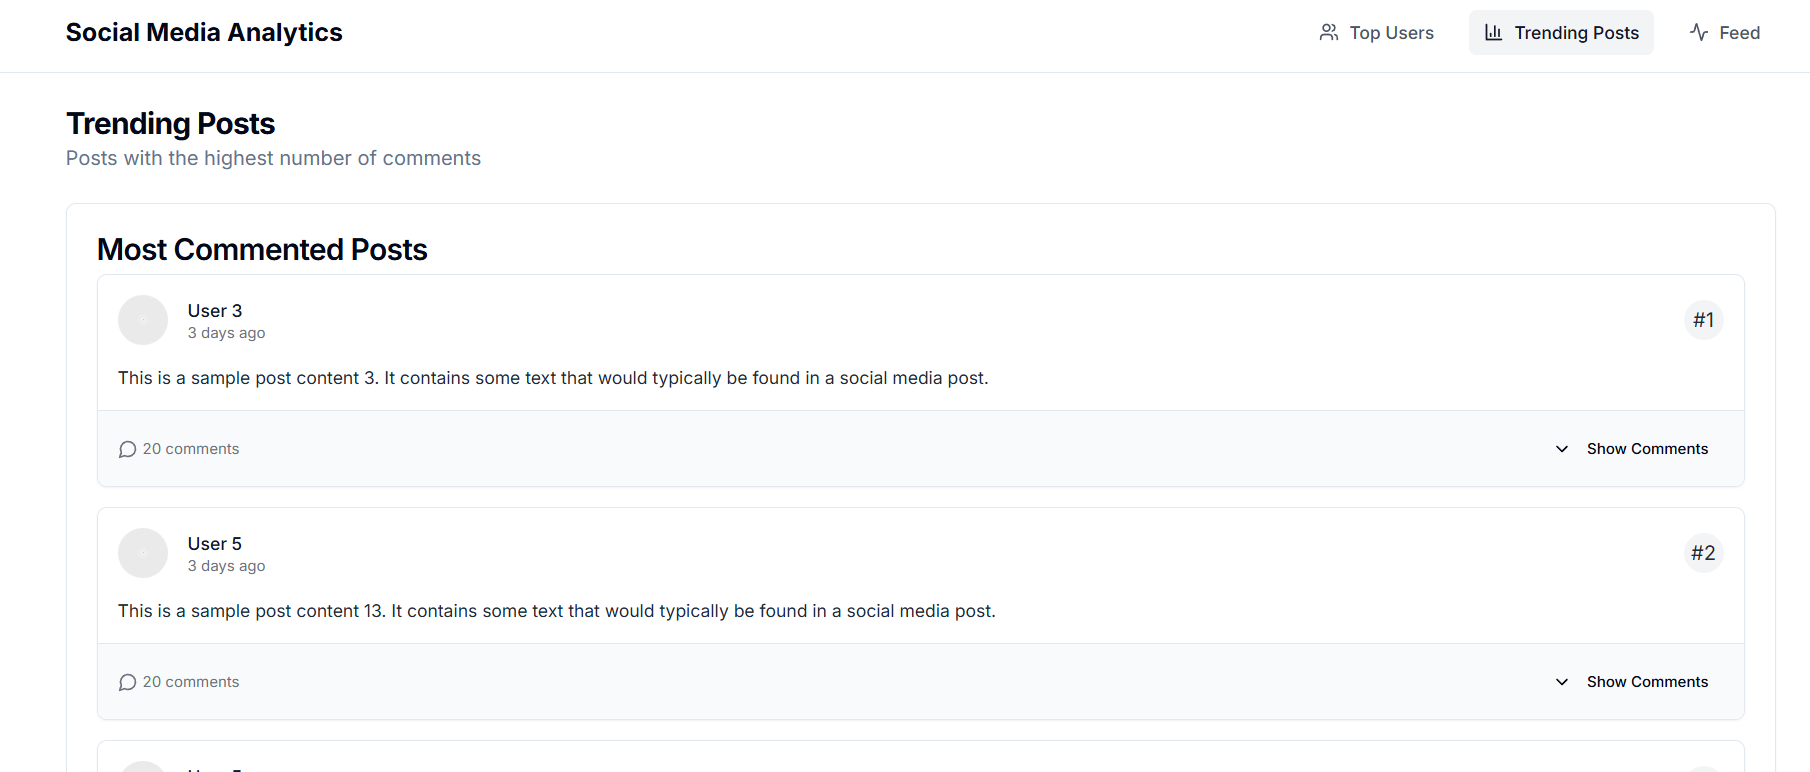 Social Media Analytics
Top Users
Trending Posts
Feed
Trending Posts
Posts with the highest number of comments
Most Commented Posts
User 3
3 days ago
#1
This is a sample post content 3. It contains some text that would typically be found in a social media post.
20 comments
Show Comments
User 5
3 days ago
#2
This is a sample post content 13. It contains some text that would typically be found in a social media post.
20 comments
Show Comments